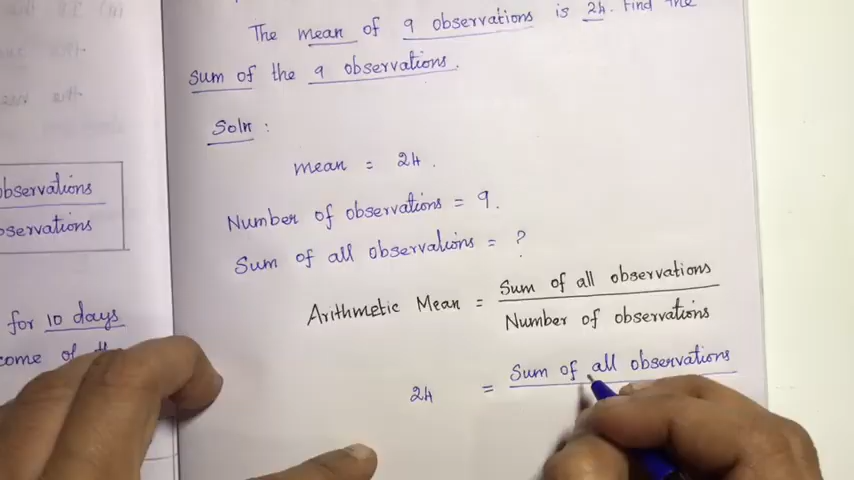 The mean of 9 observations is 24. Find the
Sum of the 9 observations.
Soln :
mean = 24.
Number of observations = 9.
Sum of all observations = ?
Arithmetic Mean = Sum of all observations
Number of observations
24 = Sum of all observations
observations
observations
for 10 days
come of